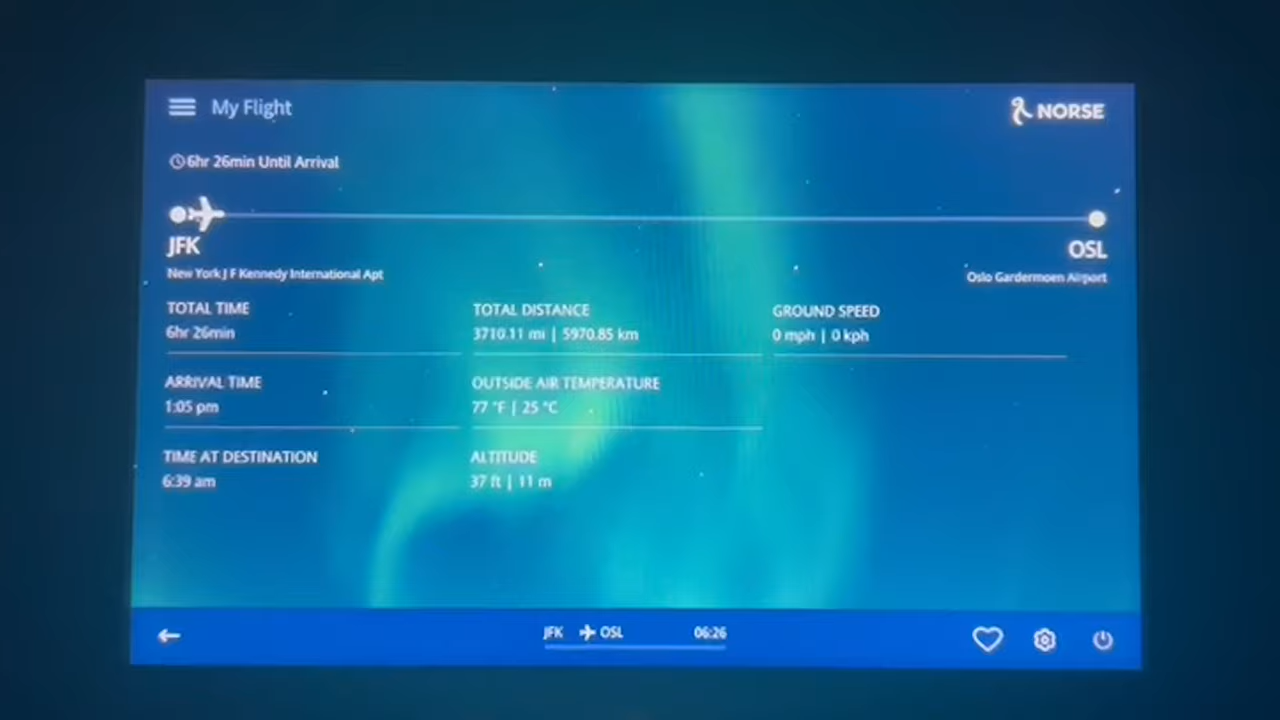 My Flight
NORSE
6hr 26min Until Arrival
JFK
OSL
New York J F Kennedy International Apt
Oslo Gardermoen Airport
TOTAL TIME
TOTAL DISTANCE
GROUND SPEED
6hr 26min
3710.11 mi | 5970.85 km
0 mph | 0 kph
ARRIVAL TIME
OUTSIDE AIR TEMPERATURE
1:05 pm
77 °F | 25 °C
TIME AT DESTINATION
ALTITUDE
6:39 am
37 ft | 11 m
JFK OSL 06:26